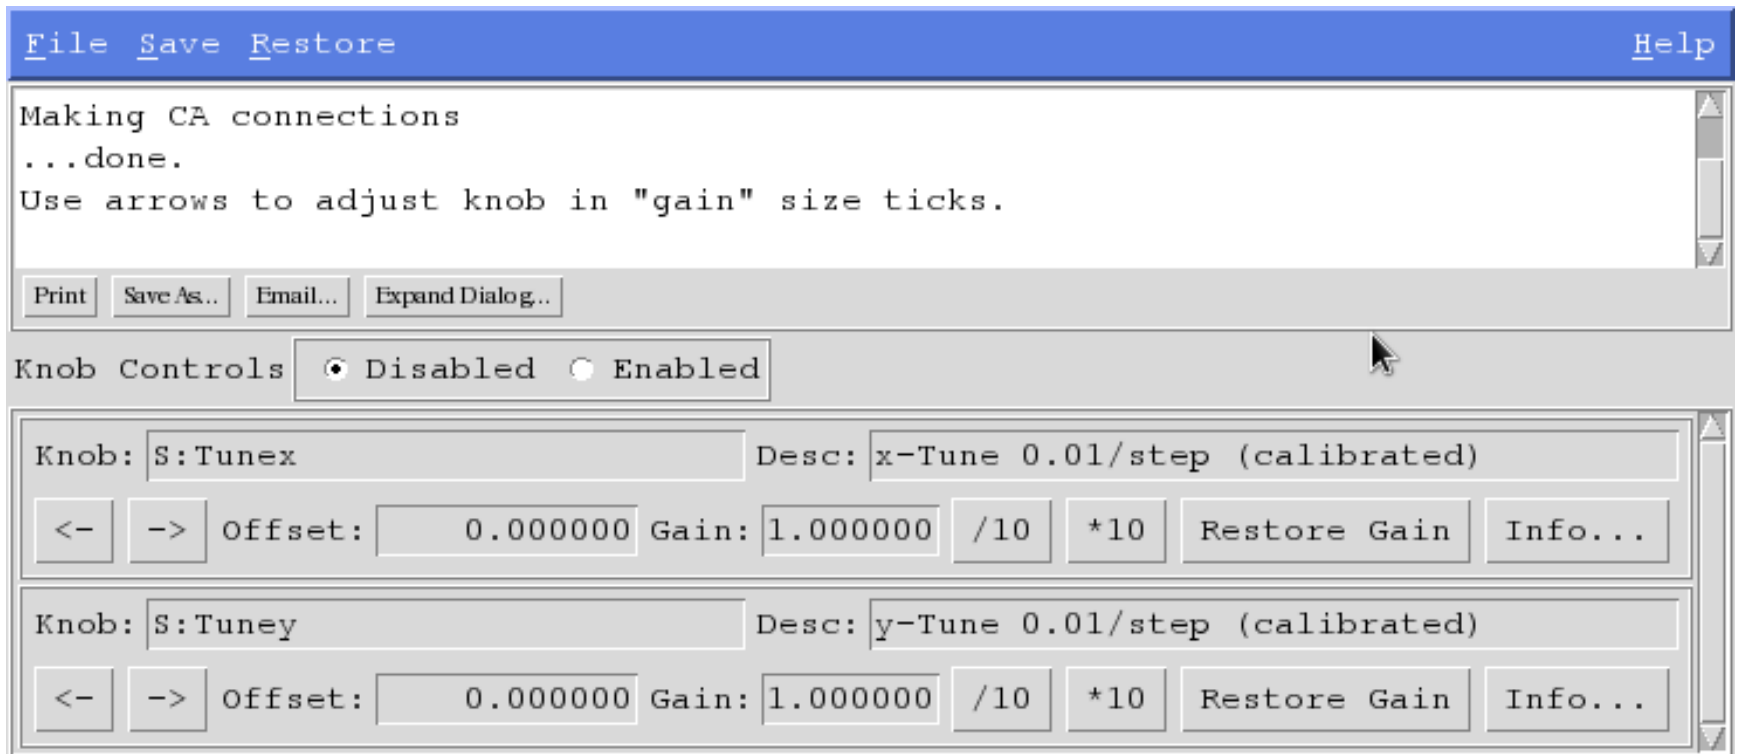 File Save Restore Help
Making CA connections
...done.
Use arrows to adjust knob in "gain" size ticks.
Print Save As... Email... Expand Dialog...
Knob Controls Disabled Enabled
Knob: S:Tunex Desc: x-Tune 0.01/step (calibrated)
<- -> Offset: 0.000000 Gain: 1.000000 /10 *10 Restore Gain Info...
Knob: S:Tuney Desc: y-Tune 0.01/step (calibrated)
<- -> Offset: 0.000000 Gain: 1.000000 /10 *10 Restore Gain Info...